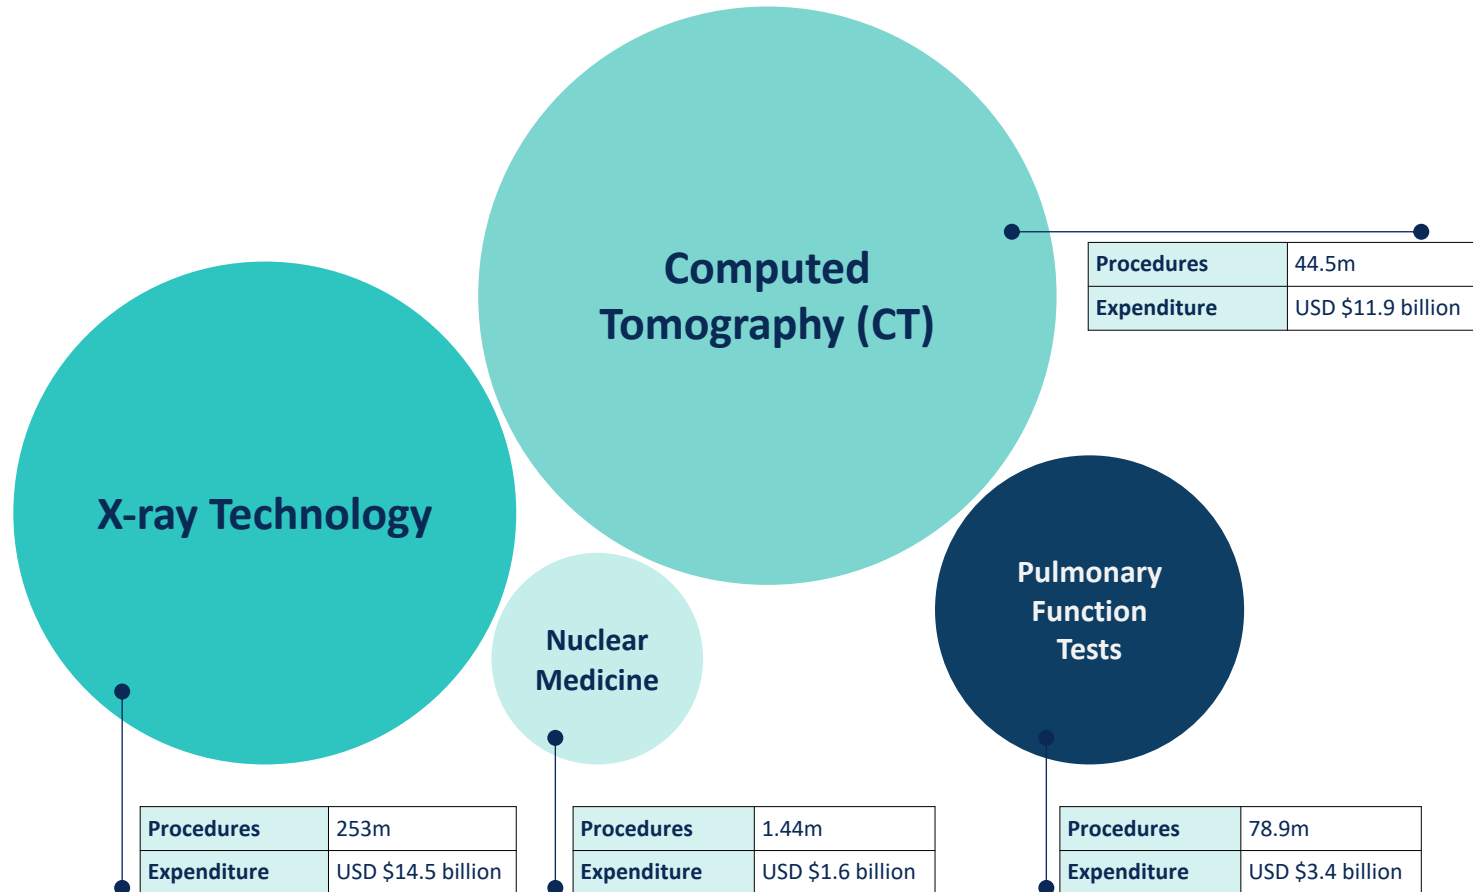 Computed
Tomography (CT)
Procedures 44.5m
Expenditure USD $11.9 billion
X-ray Technology
Pulmonary
Function
Tests
Nuclear
Medicine
Procedures 253m
Expenditure USD $14.5 billion
Procedures 1.44m
Expenditure USD $1.6 billion
Procedures 78.9m
Expenditure USD $3.4 billion